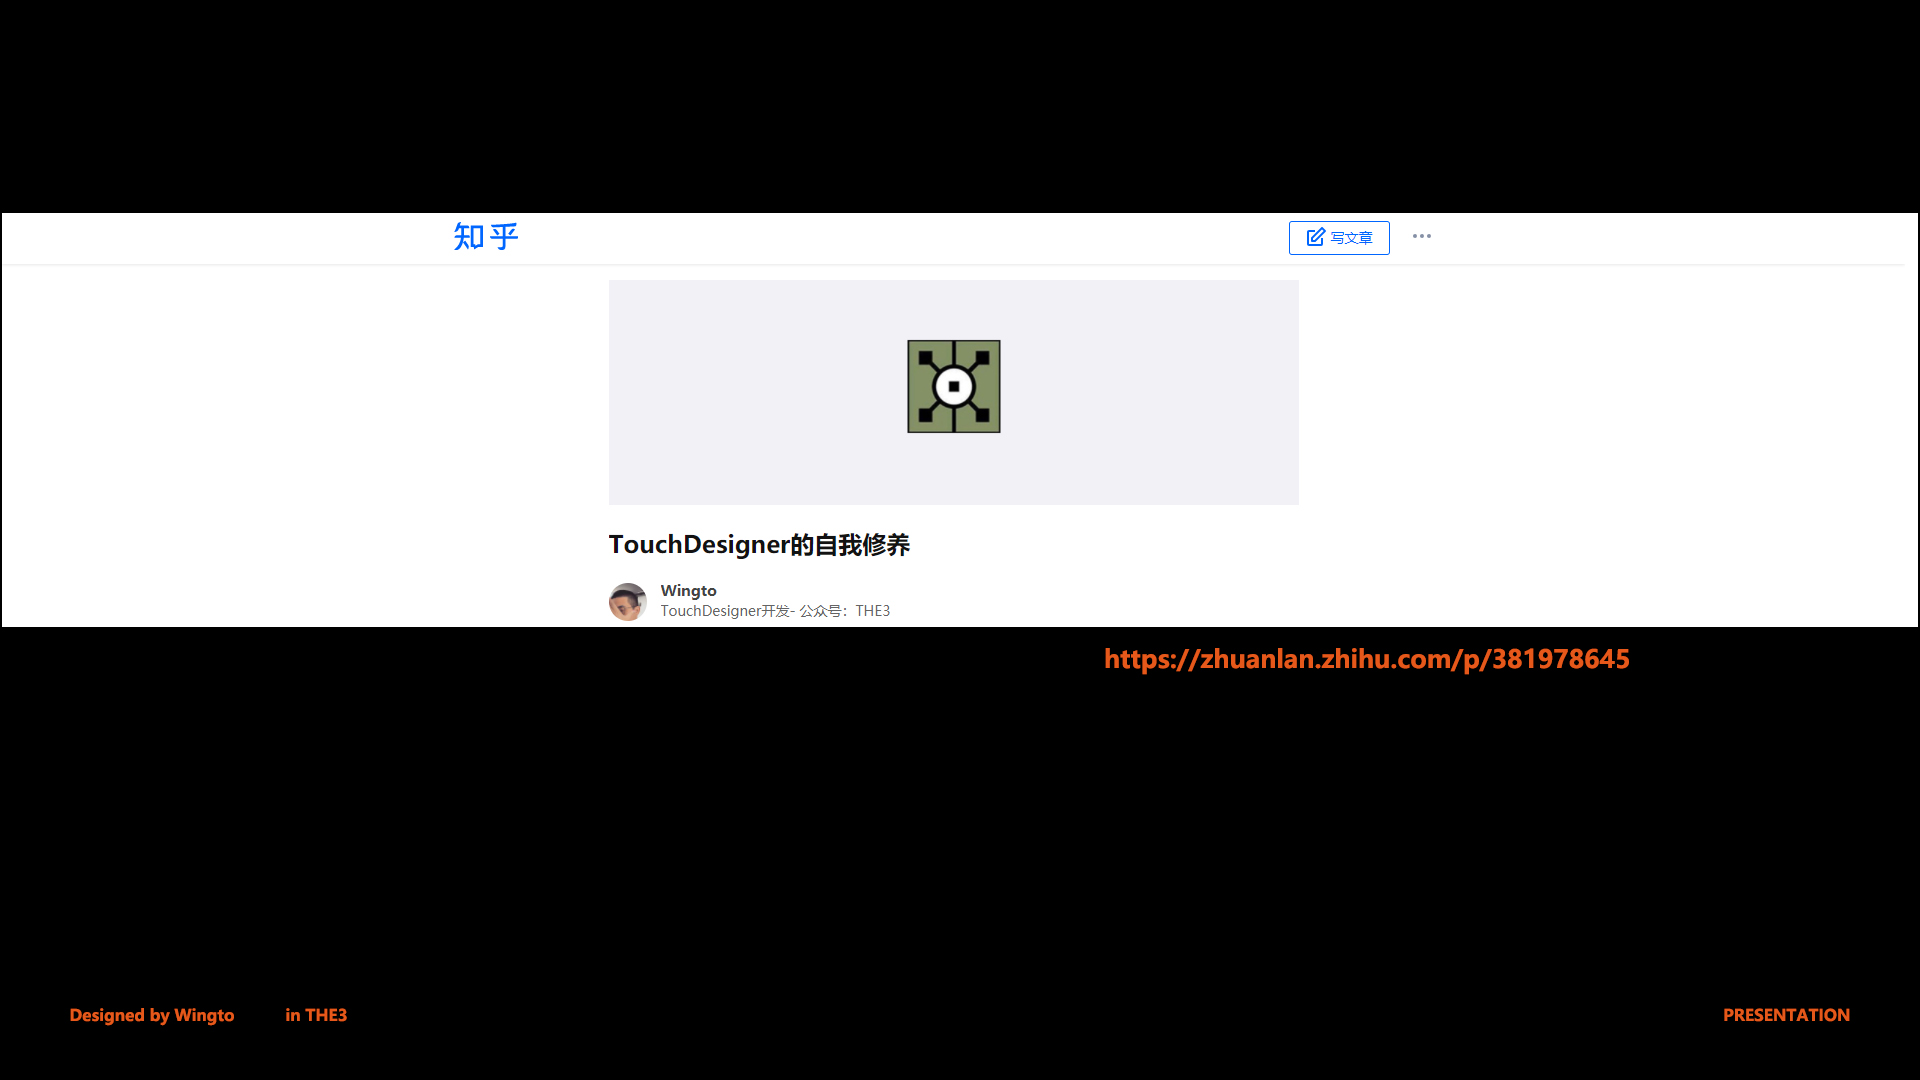 知乎
写文章
TouchDesigner的自我修养
Wingto
TouchDesigner开发- 公众号：THE3
https://zhuanlan.zhihu.com/p/381978645
Designed by Wingto in THE3
PRESENTATION